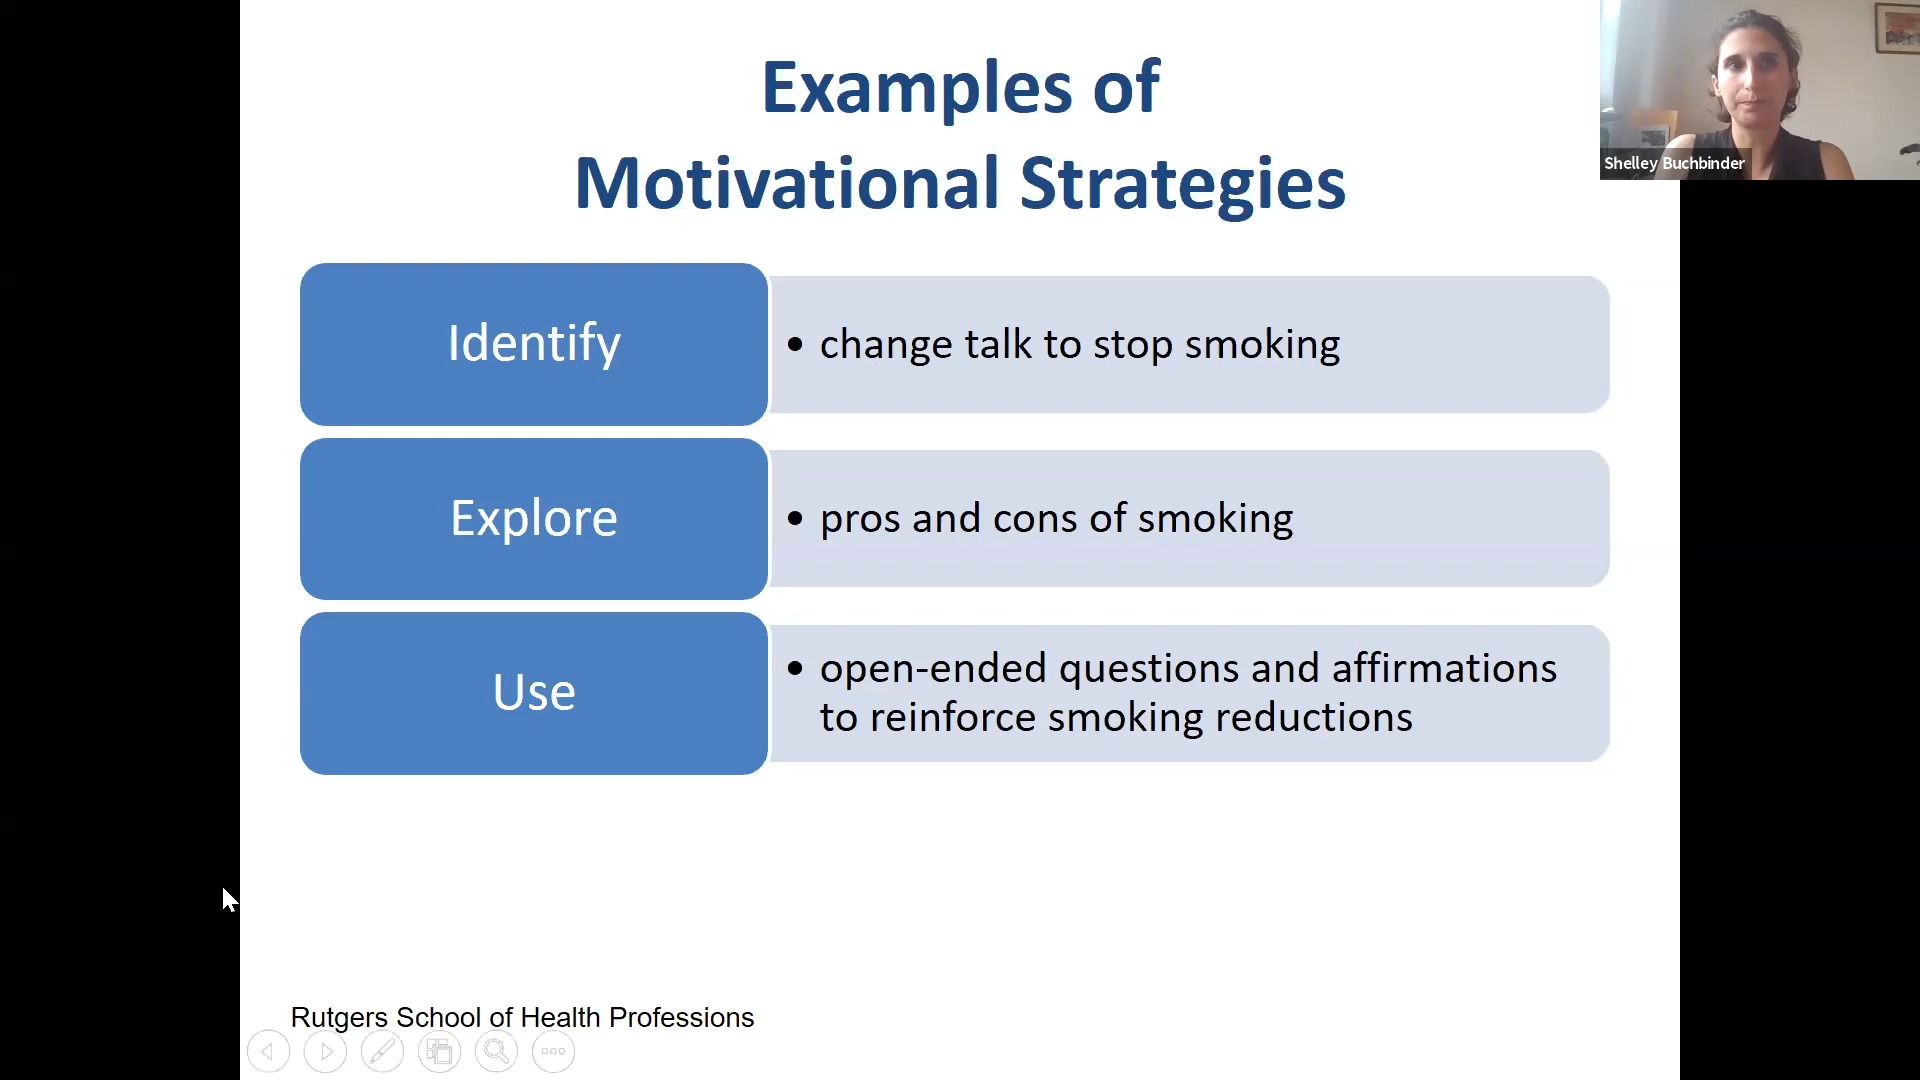 Examples of
Motivational Strategies
Shelley Buchbinder
Identify
• change talk to stop smoking
Explore
• pros and cons of smoking
Use
• open-ended questions and affirmations
to reinforce smoking reductions
Rutgers School of Health Professions